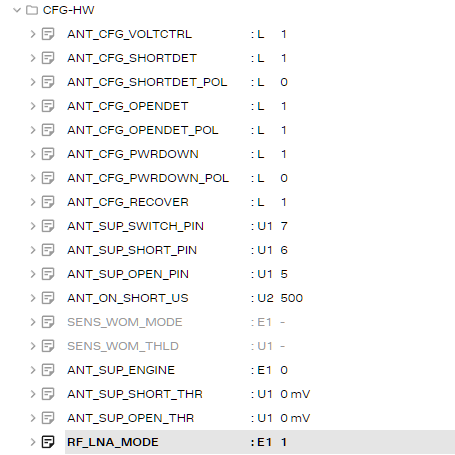 CFG-HW
ANT_CFG_VOLTCTRL : L 1
ANT_CFG_SHORTDET : L 1
ANT_CFG_SHORTDET_POL : L 0
ANT_CFG_OPENDET : L 1
ANT_CFG_OPENDET_POL : L 1
ANT_CFG_PWRDOWN : L 1
ANT_CFG_PWRDOWN_POL : L 0
ANT_CFG_RECOVER : L 1
ANT_SUP_SWITCH_PIN : U1 7
ANT_SUP_SHORT_PIN : U1 6
ANT_SUP_OPEN_PIN : U1 5
ANT_ON_SHORT_US : U2 500
SENS_WOM_MODE : E1 -
SENS_WOM_THLD : U1 -
ANT_SUP_ENGINE : E1 0
ANT_SUP_SHORT_THR : U1 0 mV
ANT_SUP_OPEN_THR : U1 0 mV
RF_LNA_MODE : E1 1